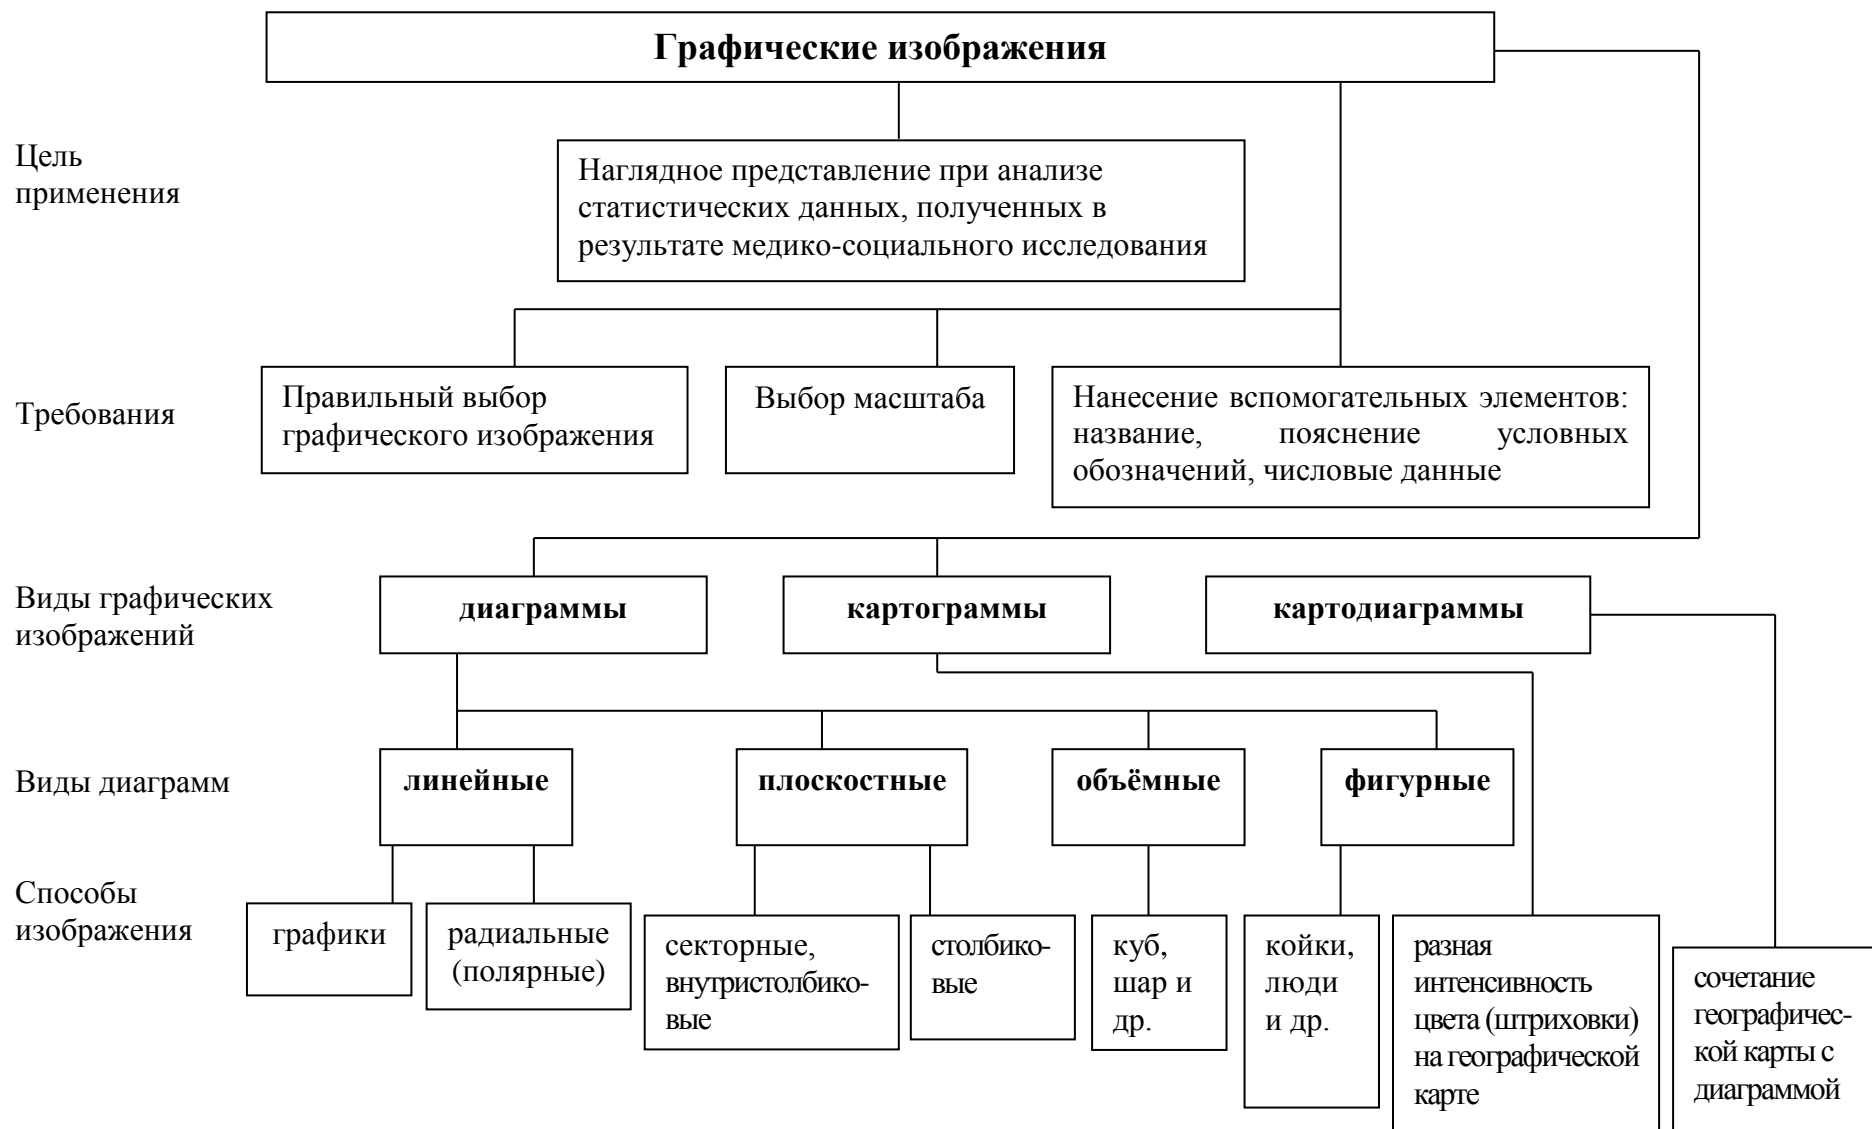 Графические изображения
Цель
применения
Наглядное представление при анализе
статистических данных, полученных в
результате медико-социального исследования
Требования
Правильный выбор
графического изображения
Выбор масштаба
Нанесение вспомогательных элементов:
название, пояснение условных
обозначений, числовые данные
Виды графических
изображений
диаграммы
картограммы
картодиаграммы
Виды диаграмм
линейные
плоскостные
объёмные
фигурные
Способы
изображения
графики
радиальные
(полярные)
секторные,
внутристолбико-
вые
столбико-
вые
куб,
шар и
др.
койки,
люди
и др.
разная
интенсивность
цвета (штриховки)
на географической
карте
сочетание
географичес-
кой карты с
диаграммой